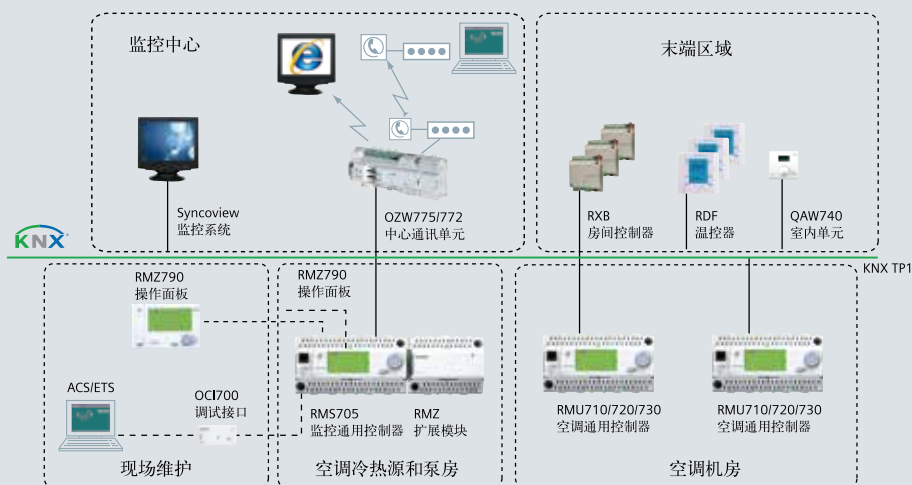 监控中心
末端区域
Syncoview
监控系统
OZW775/772
中心通讯单元
RXB
房间控制器
RDF
温控器
QAW740
室内单元
KNX
KNX TP1
RMZ790
操作面板
RMZ790
操作面板
ACS/ETS
OCI700
调试接口
RMS705
监控通用控制器
RMZ
扩展模块
RMU710/720/730
空调通用控制器
RMU710/720/730
空调通用控制器
现场维护
空调冷热源和泵房
空调机房